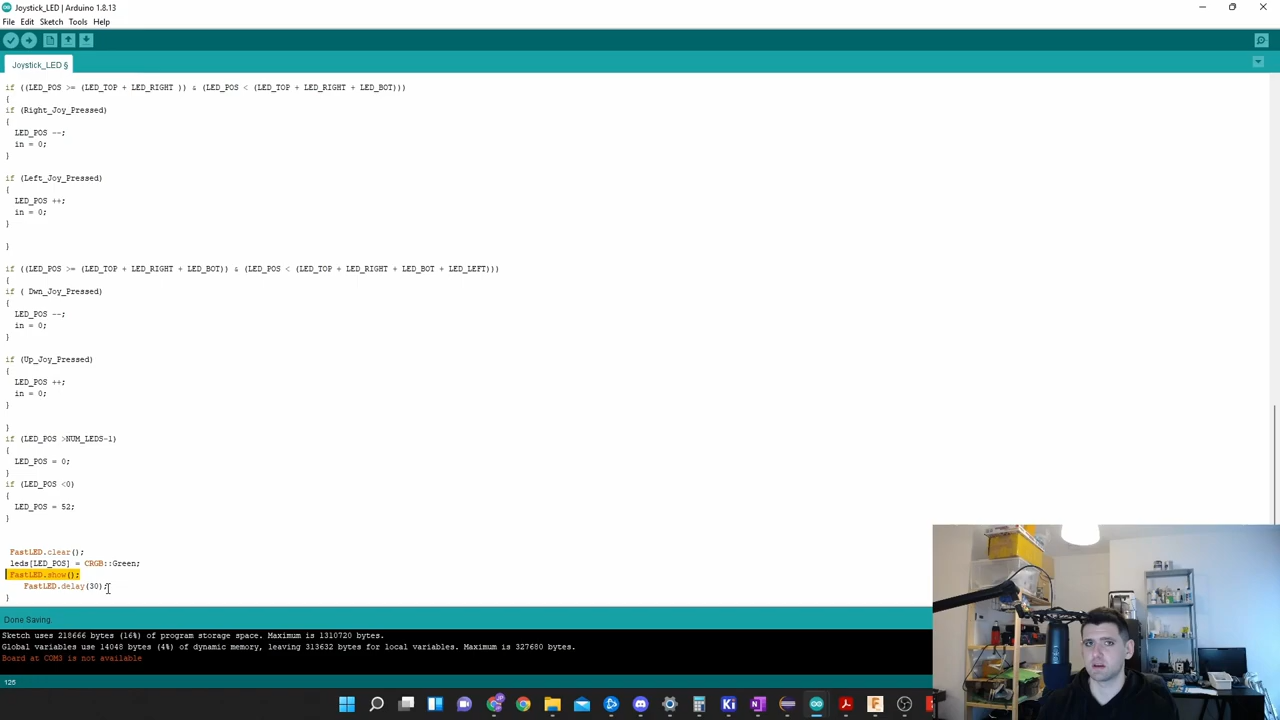 Joystick_LED | Arduino 1.8.13
File Edit Sketch Tools Help
Joystick_LED §
if ((LED_POS >= (LED_TOP + LED_RIGHT )) & (LED_POS < (LED_TOP + LED_RIGHT + LED_BOT)))
{
if (Right_Joy_Pressed)
{
LED_POS --;
in = 0;
}
if (Left_Joy_Pressed)
{
LED_POS ++;
in = 0;
}
}
if ((LED_POS >= (LED_TOP + LED_RIGHT + LED_BOT)) & (LED_POS < (LED_TOP + LED_RIGHT + LED_BOT + LED_LEFT)))
{
if ( Dwn_Joy_Pressed)
{
LED_POS --;
in = 0;
}
if (Up_Joy_Pressed)
{
LED_POS ++;
in = 0;
}
}
if (LED_POS >NUM_LEDS-1)
{
LED_POS = 0;
}
if (LED_POS <0)
{
LED_POS = 52;
}
FastLED.clear();
leds[LED_POS] = CRGB::Green;
FastLED.show();
FastLED.delay(30);
}
Done Saving.
Sketch uses 218666 bytes (16%) of program storage space. Maximum is 1310720 bytes.
Global variables use 14048 bytes (4%) of dynamic memory, leaving 313632 bytes for local variables. Maximum is 327680 bytes.
Board at COM3 is not available
125
Ki
N
F